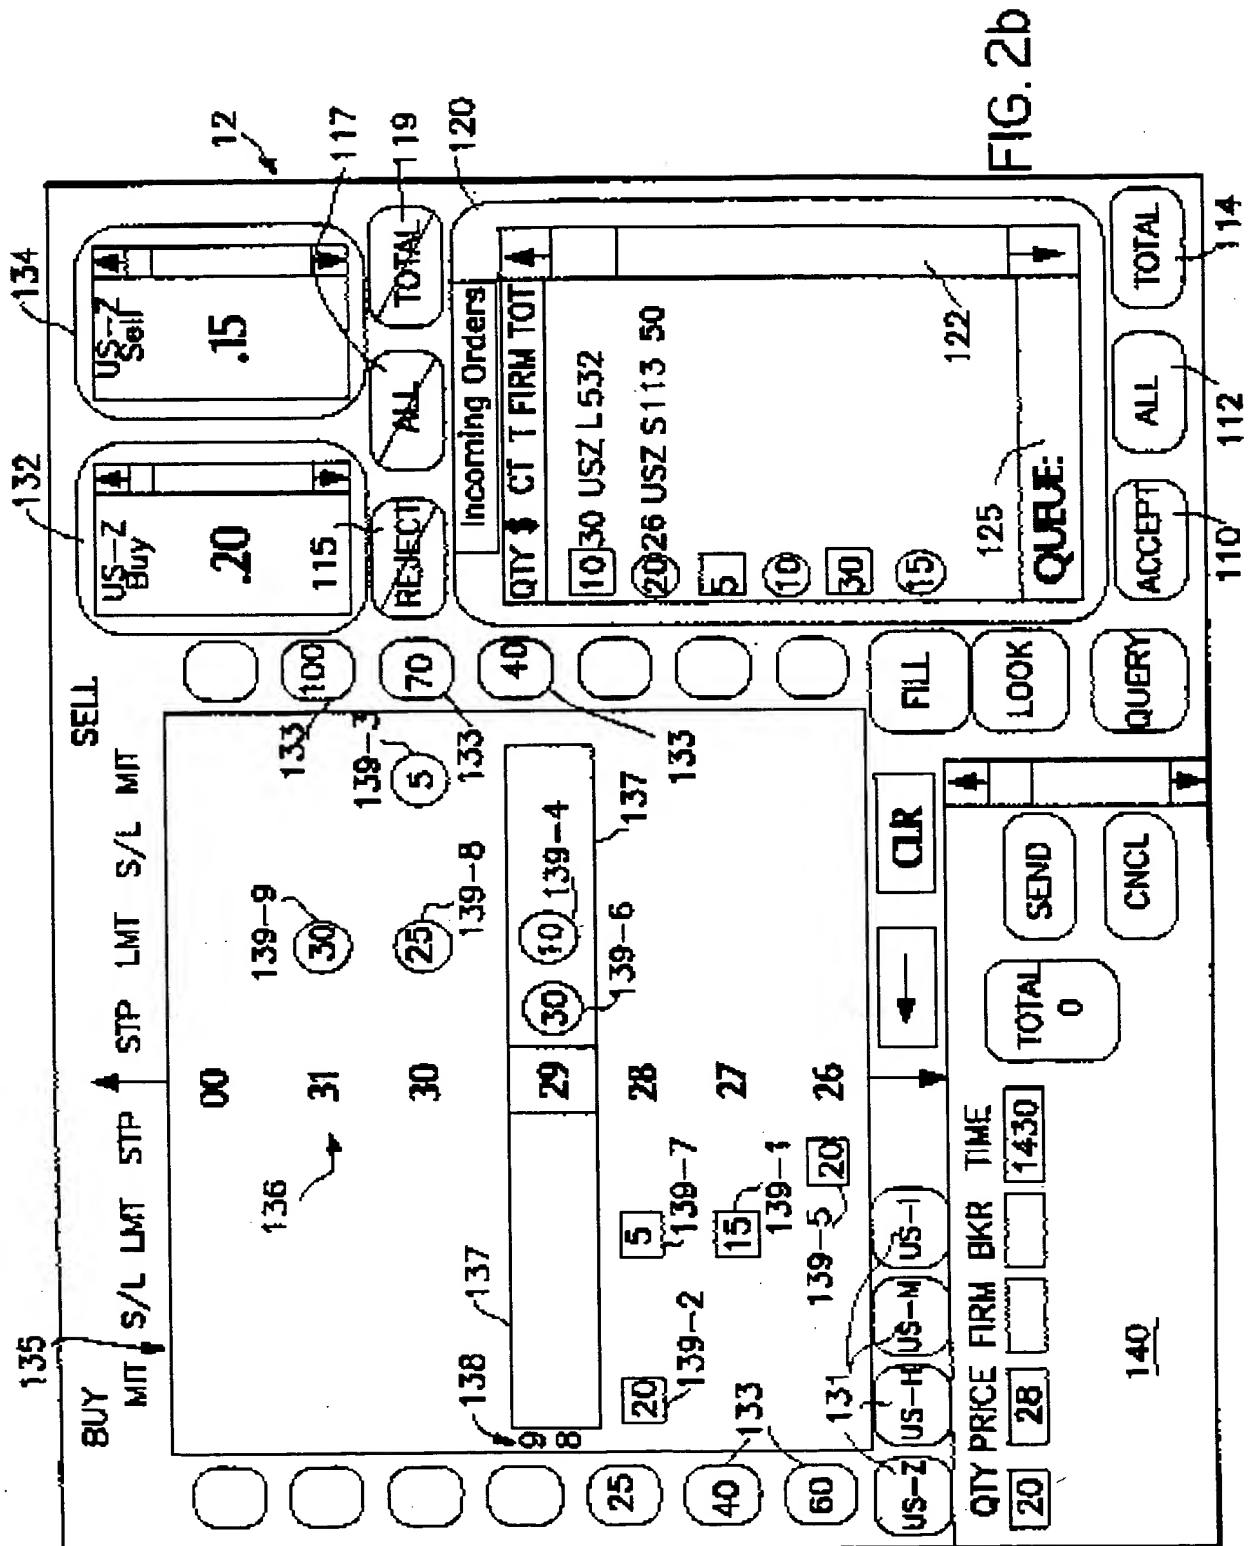 135 132 134
BUY SELL US-Z US-Z
MIT S/L LMT STP STP LMT S/L MIT Buy Sell
.20 .15 12
00
136 139-9 133 115 117
31 30 100
139-3
REJECT ALL TOTAL 119
30 25 5 70
139-8 133
Incoming Orders 120
138 137
QTY $ CT T FIRM TOT
9
8 29 30 10 40
139-4
10 30 USZ L532
139-6 137
20 26 USZ S113 50
25 20 5 28
139-2 139-7 133
5
40 15 27
133 139-1
10
60 20 26 30
139-5
15
131
US-Z US-H US-M US-I CLR FILL
122
125
QTY PRICE FIRM BKR TIME
20 28 1430
TOTAL
0
SEND LOOK QUEUE:
CNCL QUERY ACCEPT ALL TOTAL
140
110 112 114
FIG. 2b